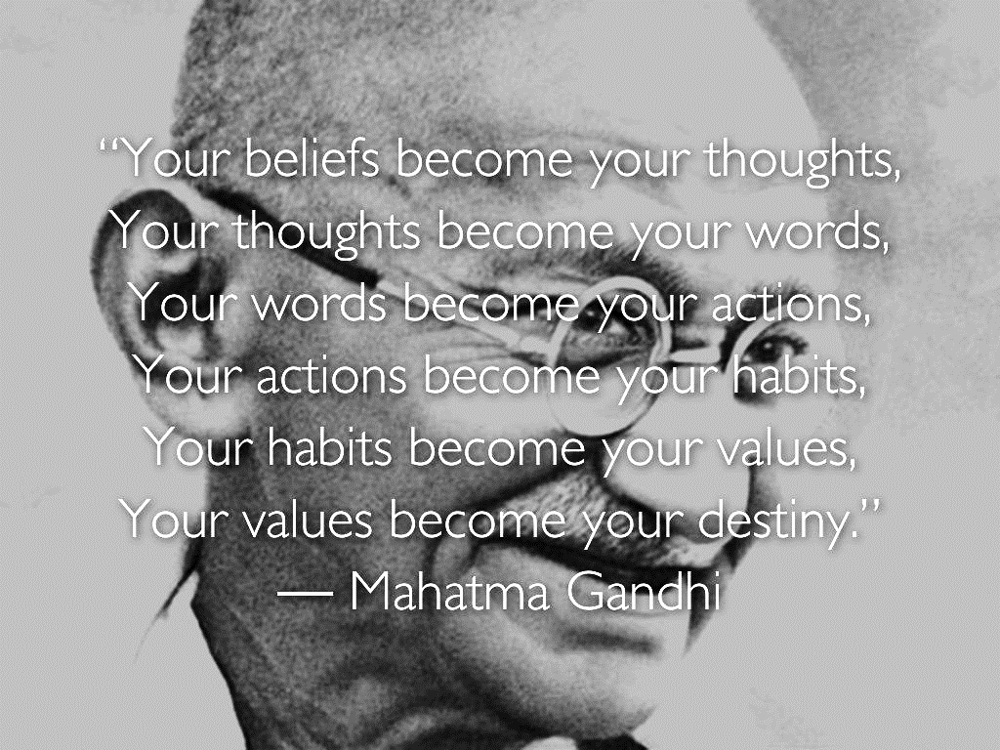 “Your beliefs become your thoughts,
Your thoughts become your words,
Your words become your actions,
Your actions become your habits,
Your habits become your values,
Your values become your destiny.”
— Mahatma Gandhi